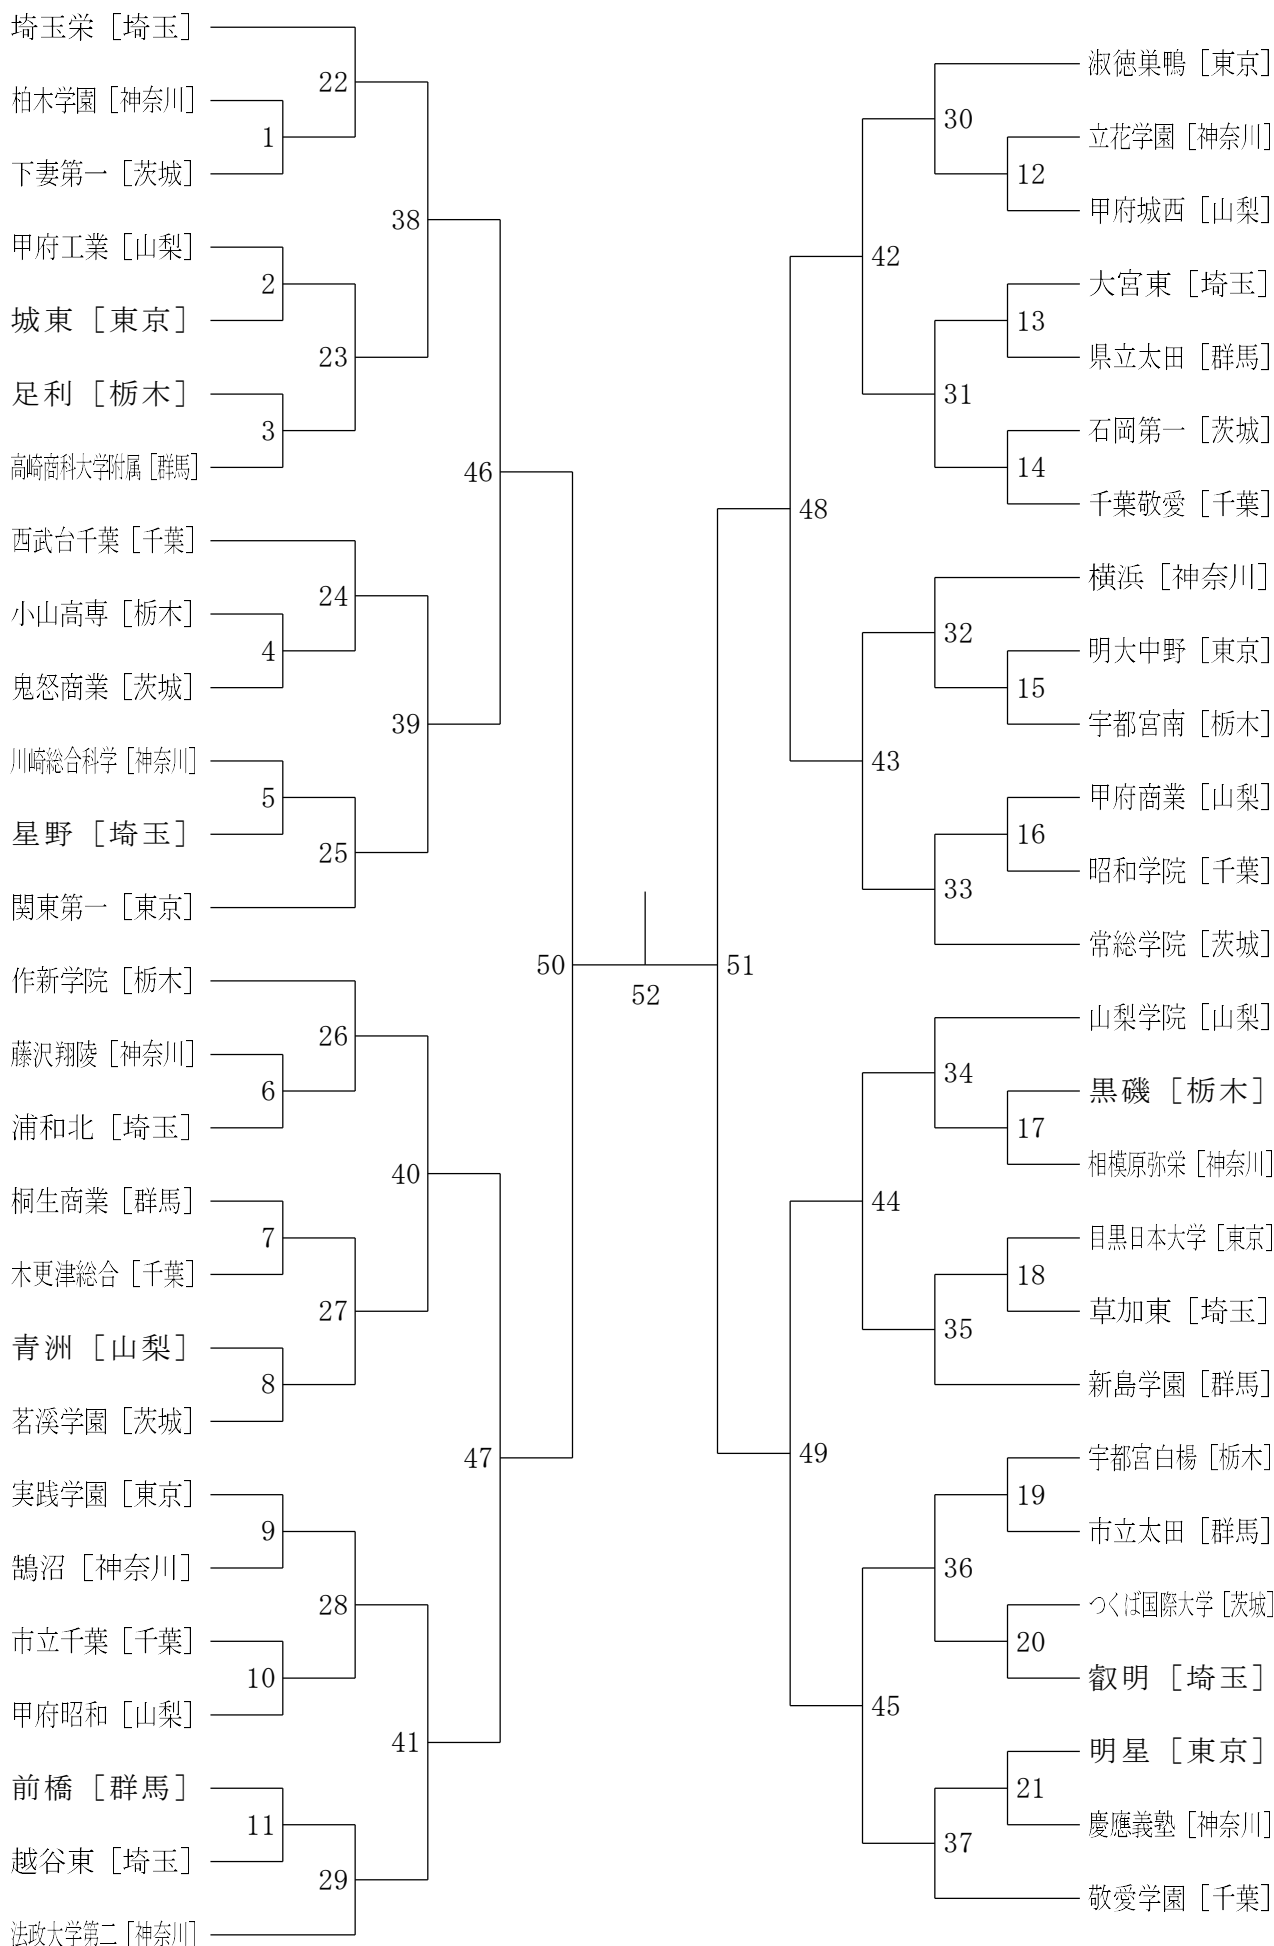 埼玉栄［埼玉］
柏木学園［神奈川］
下妻第一［茨城］
甲府工業［山梨］
城東［東京］
足利［栃木］
高崎商科大学附属［群馬］
西武台千葉［千葉］
小山高専［栃木］
鬼怒商業［茨城］
川崎総合科学［神奈川］
星野［埼玉］
関東第一［東京］
作新学院［栃木］
藤沢翔陵［神奈川］
浦和北［埼玉］
桐生商業［群馬］
木更津総合［千葉］
青洲［山梨］
茗溪学園［茨城］
実践学園［東京］
鵠沼［神奈川］
市立千葉［千葉］
甲府昭和［山梨］
前橋［群馬］
越谷東［埼玉］
法政大学第二［神奈川］
1
2
3
4
5
6
7
8
9
10
11
22
23
24
25
26
27
28
29
38
39
40
41
46
47
50
52
51
48
49
42
43
44
45
30
31
32
33
34
35
36
37
12
13
14
15
16
17
18
19
20
21
淑徳巣鴨［東京］
立花学園［神奈川］
甲府城西［山梨］
大宮東［埼玉］
県立太田［群馬］
石岡第一［茨城］
千葉敬愛［千葉］
横浜［神奈川］
明大中野［東京］
宇都宮南［栃木］
甲府商業［山梨］
昭和学院［千葉］
常総学院［茨城］
山梨学院［山梨］
黒磯［栃木］
相模原弥栄［神奈川］
目黒日本大学［東京］
草加東［埼玉］
新島学園［群馬］
宇都宮白楊［栃木］
市立太田［群馬］
つくば国際大学［茨城］
叡明［埼玉］
明星［東京］
慶應義塾［神奈川］
敬愛学園［千葉］